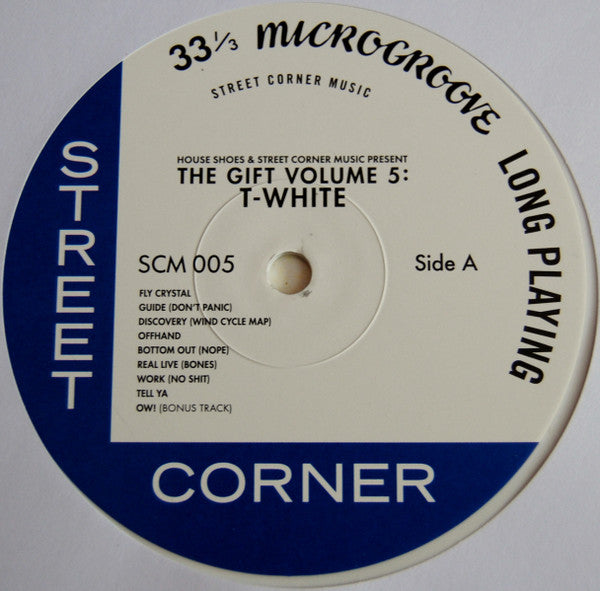 33⅓ MICROGROOVE LONG PLAYING
STREET CORNER MUSIC
HOUSE SHOES & STREET CORNER MUSIC PRESENT
THE GIFT VOLUME 5:
T-WHITE
SCM 005
Side A
FLY CRYSTAL
GUIDE (DON'T PANIC)
DISCOVERY (WIND CYCLE MAP)
OFFHAND
BOTTOM OUT (NOPE)
REAL LIVE (BONES)
WORK (NO SHIT)
TELL YA
OW! (BONUS TRACK)
STREET
CORNER